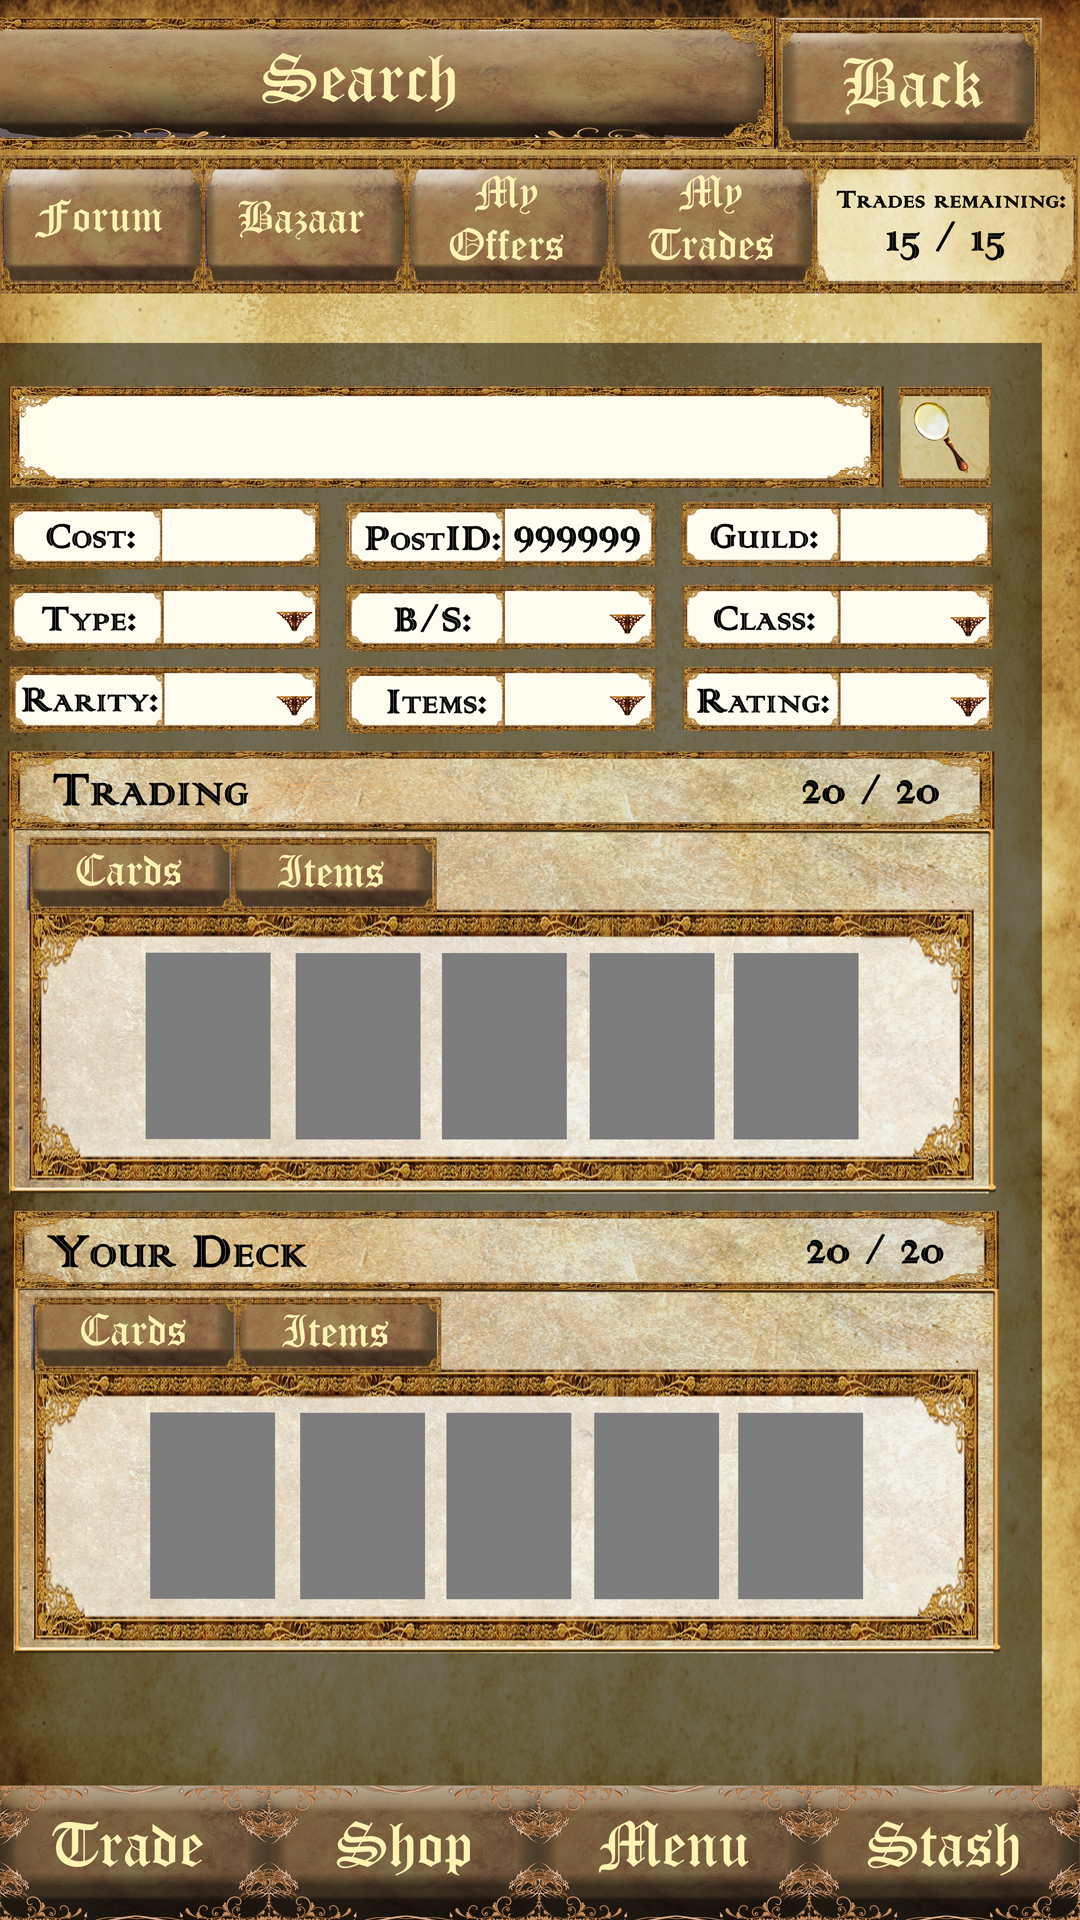 Search
Back
Forum
Bazaar
My
Offers
My
Trades
Trades remaining:
15 / 15
Cost:
PostID: 999999
Guild:
Type:
B/S:
Class:
Rarity:
Items:
Rating:
Trading
20 / 20
Cards
Items
Your Deck
20 / 20
Cards
Items
Trade
Shop
Menu
Stash